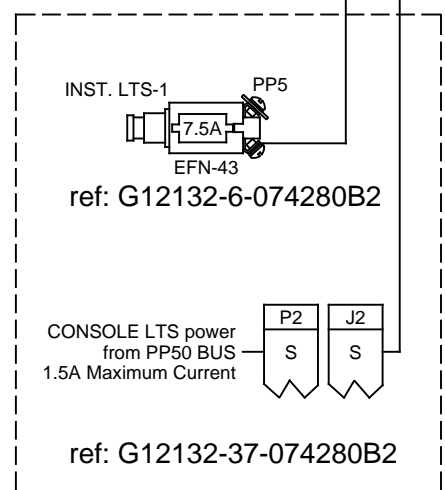 INST. LTS-1
PP5
7.5A
EFN-43
ref: G12132-6-074280B2
P2
J2
CONSOLE LTS power
from PP50 BUS
1.5A Maximum Current
S
S
ref: G12132-37-074280B2